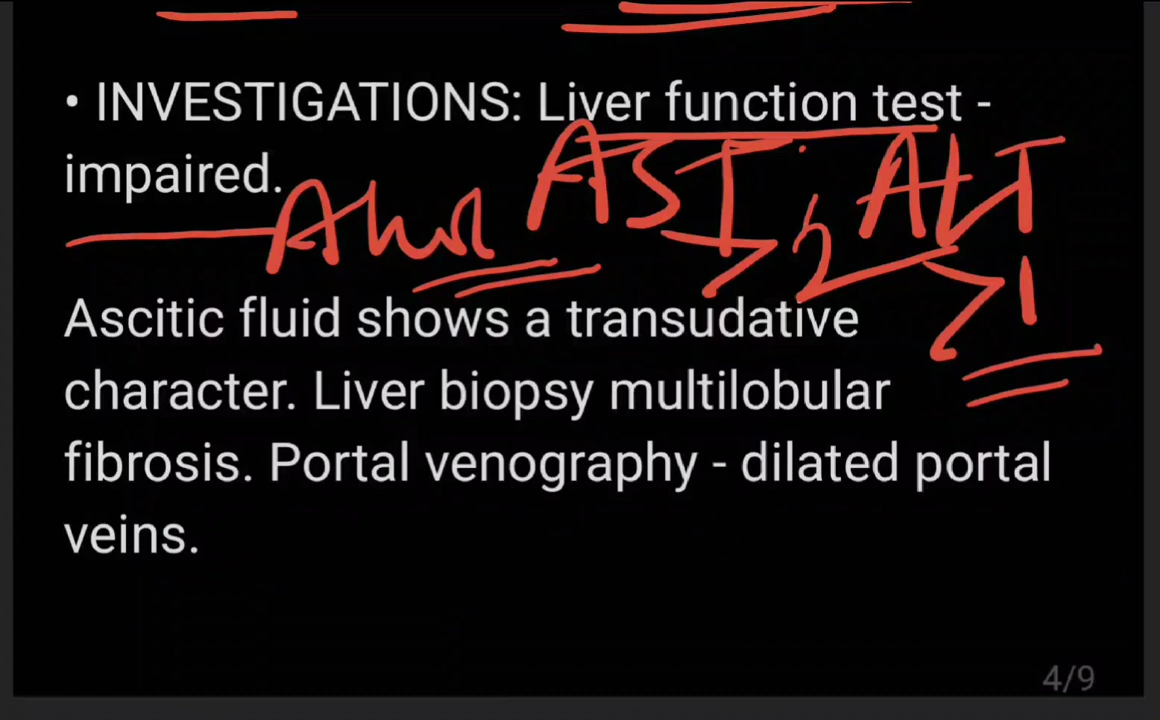 • INVESTIGATIONS: Liver function test -
impaired.
AST, ALT
>2 >1
Ascitic fluid shows a transudative
character. Liver biopsy multilobular
fibrosis. Portal venography - dilated portal
veins.
4/9